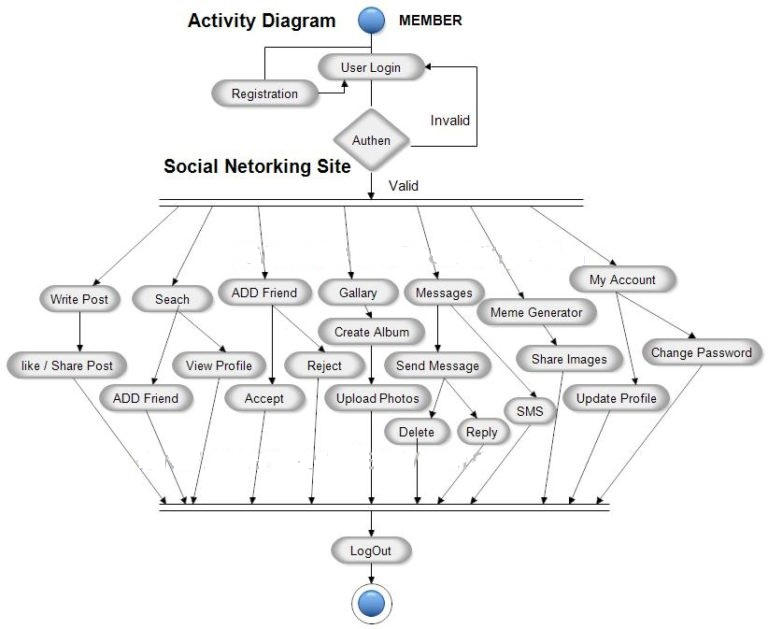 Activity Diagram
MEMBER
User Login
Registration
Invalid
Authen
Social Netorking Site
Valid
My Account
ADD Friend
Gallary
Messages
Write Post
Seach
Meme Generator
Create Album
Change Password
Share Images
like / Share Post
View Profile
Reject
Send Message
ADD Friend
Accept
Upload Photos
Update Profile
SMS
Delete
Reply
LogOut